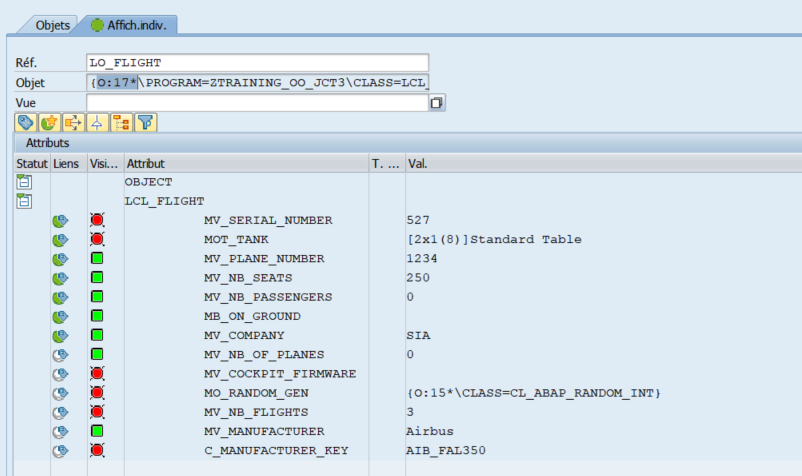 Objets Affich.indiv.
Réf. LO_FLIGHT
Objet {O:17*\PROGRAM=ZTRAINING_OO_JCT3\CLASS=LCL_
Vue
Attributs
Statut Liens Visi... Attribut T. ... Val.
OBJECT
LCL_FLIGHT
MV_SERIAL_NUMBER 527
MOT_TANK [2x1(8)]Standard Table
MV_PLANE_NUMBER 1234
MV_NB_SEATS 250
MV_NB_PASSENGERS 0
MB_ON_GROUND
MV_COMPANY SIA
MV_NB_OF_PLANES 0
MV_COCKPIT_FIRMWARE
MO_RANDOM_GEN {O:15*\CLASS=CL_ABAP_RANDOM_INT}
MV_NB_FLIGHTS 3
MV_MANUFACTURER Airbus
C_MANUFACTURER_KEY AIB_FAL350